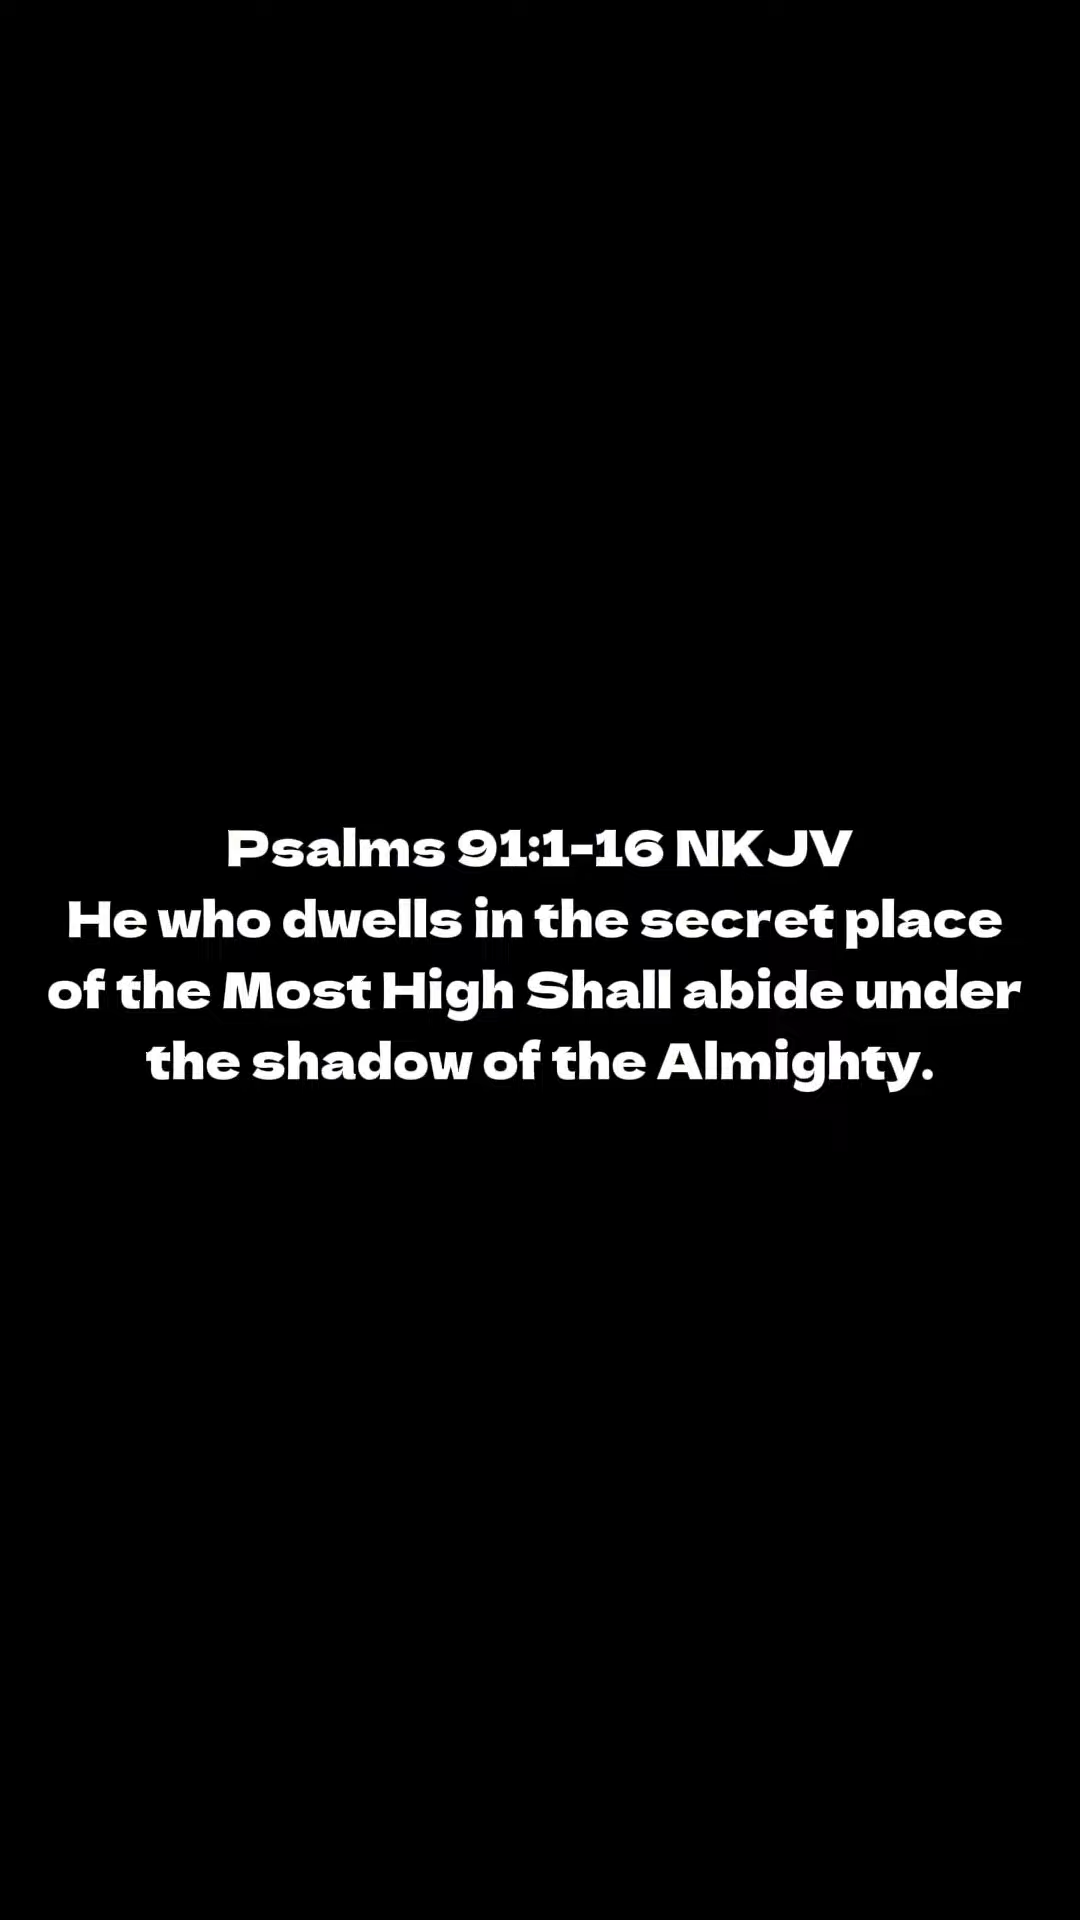 Psalms 91:1-16 NKJV
He who dwells in the secret place
of the Most High Shall abide under
the shadow of the Almighty.